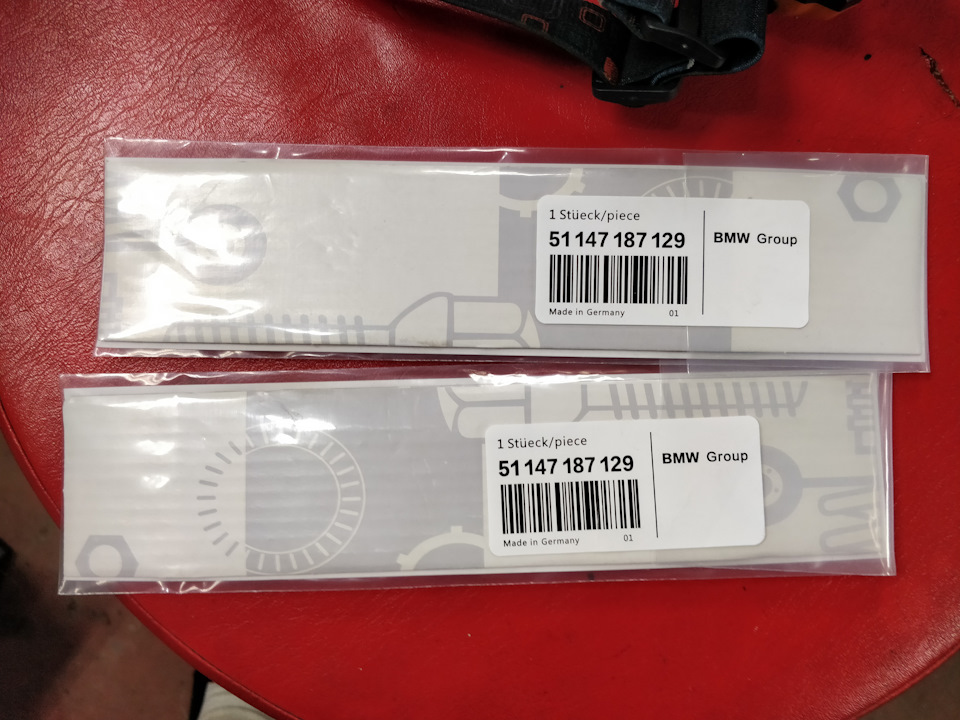 1 Stüeck/piece
51 147 187 129
BMW Group
Made in Germany 01
1 Stüeck/piece
51 147 187 129
BMW Group
Made in Germany 01